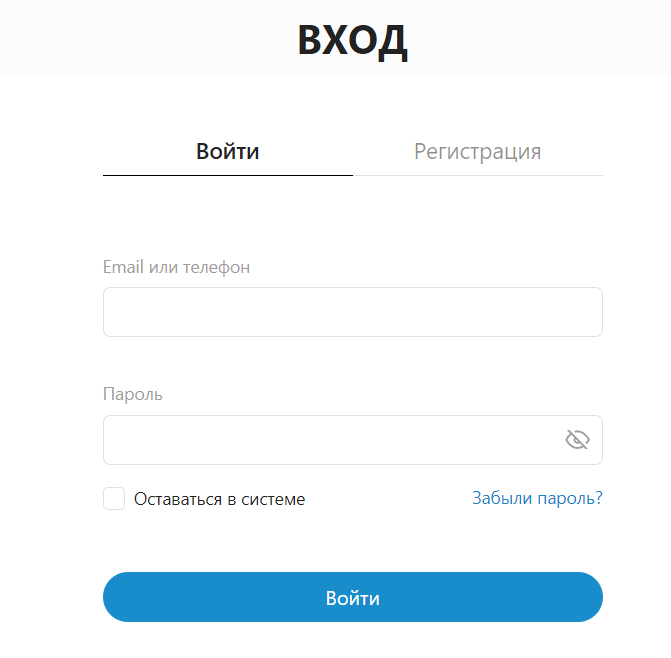 ВХОД
Войти Регистрация
Email или телефон
Пароль
Оставаться в системе Забыли пароль?
Войти